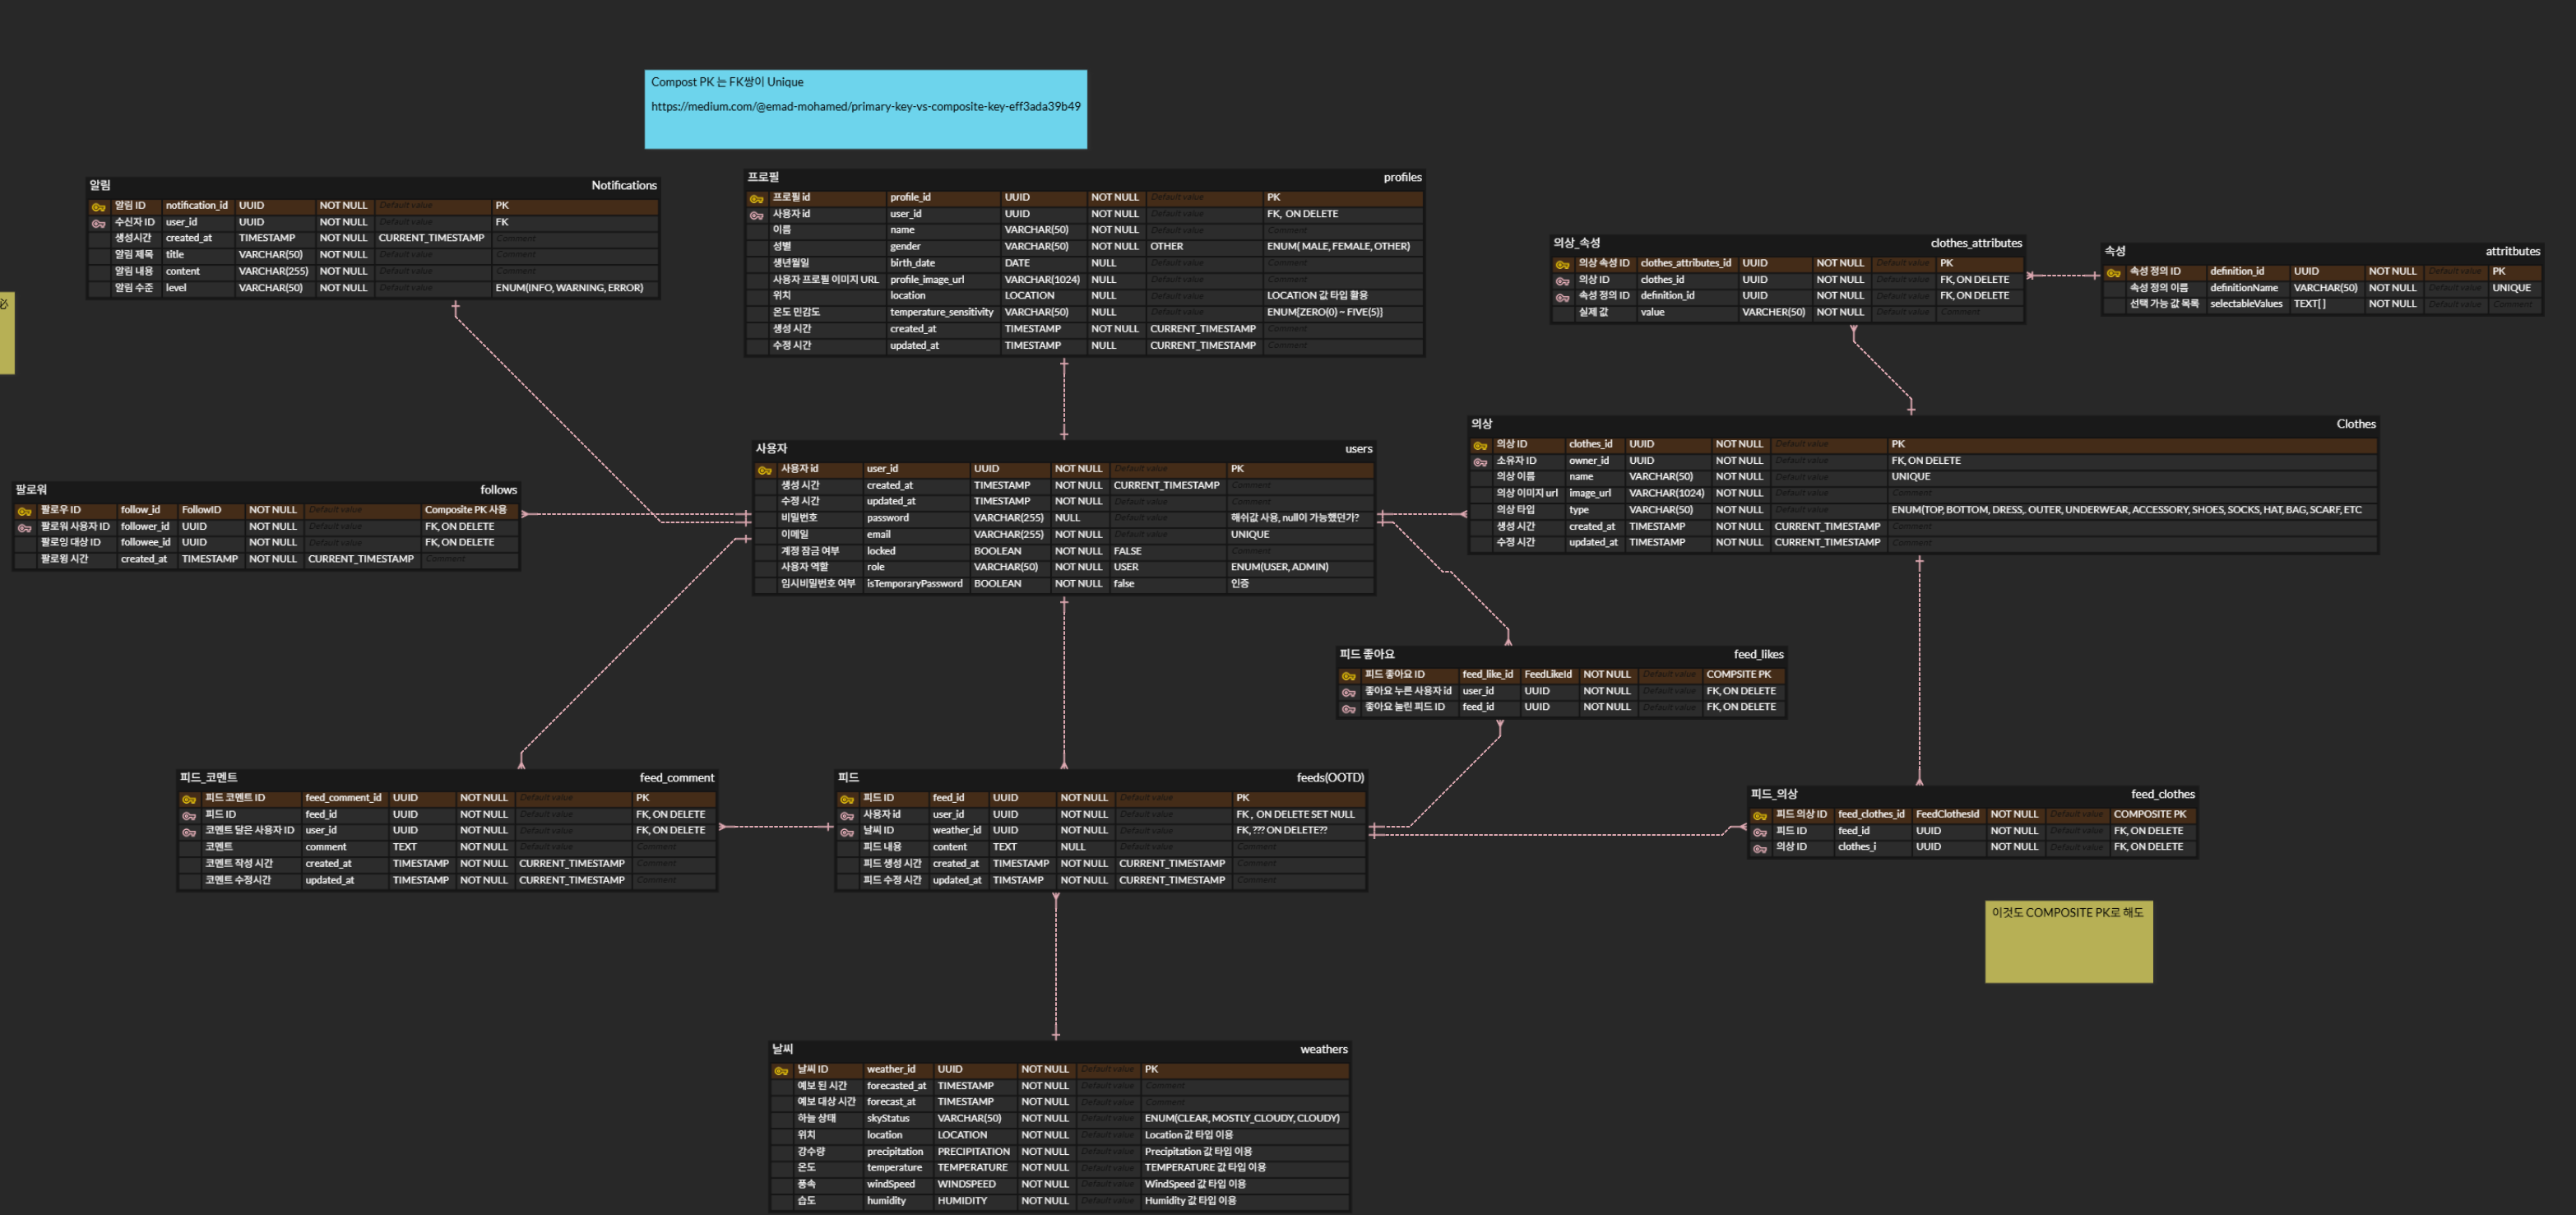 Compost PK 는 FK쌍이 Unique
https://medium.com/@emad-mohamed/primary-key-vs-composite-key-eff3ada39b49
알림 Notifications
알림 ID notification_id UUID NOT NULL Default value PK
수신자 ID user_id UUID NOT NULL Default value FK
생성시간 created_at TIMESTAMP NOT NULL CURRENT_TIMESTAMP Comment
알림 제목 title VARCHAR(50) NOT NULL Default value Comment
알림 내용 content VARCHAR(255) NOT NULL Default value Comment
알림 수준 level VARCHAR(50) NOT NULL Default value ENUM(INFO, WARNING, ERROR)
프로필 profiles
프로필 id profile_id UUID NOT NULL Default value PK
사용자 id user_id UUID NOT NULL Default value FK, ON DELETE
이름 name VARCHAR(50) NOT NULL Default value Comment
성별 gender VARCHAR(50) NOT NULL OTHER ENUM( MALE, FEMALE, OTHER)
생년월일 birth_date DATE NULL Default value Comment
사용자 프로필 이미지 URL profile_image_url VARCHAR(1024) NULL Default value Comment
위치 location LOCATION NULL Default value LOCATION 값 타입 활용
온도 민감도 temperature_sensitivity VARCHAR(50) NULL Default value ENUM[ZERO(0) ~ FIVE(5)]
생성 시간 created_at TIMESTAMP NOT NULL CURRENT_TIMESTAMP Comment
수정 시간 updated_at TIMESTAMP NULL CURRENT_TIMESTAMP Comment
의상_속성 clothes_attributes
의상 속성 ID clothes_attributes_id UUID NOT NULL Default value PK
의상 ID clothes_id UUID NOT NULL Default value FK, ON DELETE
속성 정의 ID definition_id UUID NOT NULL Default value FK, ON DELETE
실제 값 value VARCHER(50) NOT NULL Default value Comment
속성 attritbutes
속성 정의 ID definition_id UUID NOT NULL Default value PK
속성 정의 이름 definitionName VARCHAR(50) NOT NULL Default value UNIQUE
선택 가능 값 목록 selectableValues TEXT[ ] NOT NULL Default value Comment
必
팔로워 follows
팔로우 ID follow_id FollowID NOT NULL Default value Composite PK 사용
팔로워 사용자 ID follower_id UUID NOT NULL Default value FK, ON DELETE
팔로잉 대상 ID followee_id UUID NOT NULL Default value FK, ON DELETE
팔로윙 시간 created_at TIMESTAMP NOT NULL CURRENT_TIMESTAMP Comment
사용자 users
사용자 id user_id UUID NOT NULL Default value PK
생성 시간 created_at TIMESTAMP NOT NULL CURRENT_TIMESTAMP Comment
수정 시간 updated_at TIMESTAMP NOT NULL Default value Comment
비밀번호 password VARCHAR(255) NULL Default value 해쉬값 사용, null이 가능했던가?
이메일 email VARCHAR(255) NOT NULL Default value UNIQUE
계정 잠금 여부 locked BOOLEAN NOT NULL FALSE Comment
사용자 역할 role VARCHAR(50) NOT NULL USER ENUM(USER, ADMIN)
임시비밀번호 여부 isTemporaryPassword BOOLEAN NOT NULL false 인증
의상 Clothes
의상 ID clothes_id UUID NOT NULL Default value PK
소유자 ID owner_id UUID NOT NULL Default value FK, ON DELETE
의상 이름 name VARCHAR(50) NOT NULL Default value UNIQUE
의상 이미지 url image_url VARCHAR(1024) NOT NULL Default value Comment
의상 타입 type VARCHAR(50) NOT NULL Default value ENUM(TOP, BOTTOM, DRESS,. OUTER, UNDERWEAR, ACCESSORY, SHOES, SOCKS, HAT, BAG, SCARF, ETC
생성 시간 created_at TIMESTAMP NOT NULL CURRENT_TIMESTAMP Comment
수정 시간 updated_at TIMESTAMP NOT NULL CURRENT_TIMESTAMP Comment
피드 좋아요 feed_likes
피드 좋아요 ID feed_like_id FeedLikeId NOT NULL Default value COMPSITE PK
좋아요 누른 사용자 id user_id UUID NOT NULL Default value FK, ON DELETE
좋아요 눌린 피드 ID feed_id UUID NOT NULL Default value FK, ON DELETE
피드_코멘트 feed_comment
피드 코멘트 ID feed_comment_id UUID NOT NULL Default value PK
피드 ID feed_id UUID NOT NULL Default value FK, ON DELETE
코멘트 달은 사용자 ID user_id UUID NOT NULL Default value FK, ON DELETE
코멘트 comment TEXT NOT NULL Default value Comment
코멘트 작성 시간 created_at TIMESTAMP NOT NULL CURRENT_TIMESTAMP Comment
코멘트 수정시간 updated_at TIMESTAMP NOT NULL CURRENT_TIMESTAMP Comment
피드 feeds(OOTD)
피드 ID feed_id UUID NOT NULL Default value PK
사용자 id user_id UUID NOT NULL Default value FK , ON DELETE SET NULL
날씨 ID weather_id UUID NOT NULL Default value FK, ??? ON DELETE??
피드 내용 content TEXT NULL Default value Comment
피드 생성 시간 created_at TIMESTAMP NOT NULL CURRENT_TIMESTAMP Comment
피드 수정 시간 updated_at TIMSTAMP NOT NULL CURRENT_TIMESTAMP Comment
피드_의상 feed_clothes
피드 의상 ID feed_clothes_id FeedClothesId NOT NULL Default value COMPOSITE PK
피드 ID feed_id UUID NOT NULL Default value FK, ON DELETE
의상 ID clothes_i UUID NOT NULL Default value FK, ON DELETE
이것도 COMPOSITE PK로 해도
날씨 weathers
날씨 ID weather_id UUID NOT NULL Default value PK
예보 된 시간 forecasted_at TIMESTAMP NOT NULL Default value Comment
예보 대상 시간 forecast_at TIMESTAMP NOT NULL Default value Comment
하늘 상태 skyStatus VARCHAR(50) NOT NULL Default value ENUM(CLEAR, MOSTLY_CLOUDY, CLOUDY)
위치 location LOCATION NOT NULL Default value Location 값 타입 이용
강수량 precipitation PRECIPITATION NOT NULL Default value Precipitation 값 타입 이용
온도 temperature TEMPERATURE NOT NULL Default value TEMPERATURE 값 타입 이용
풍속 windSpeed WINDSPEED NOT NULL Default value WindSpeed 값 타입 이용
습도 humidity HUMIDITY NOT NULL Default value Humidity 값 타입 이용